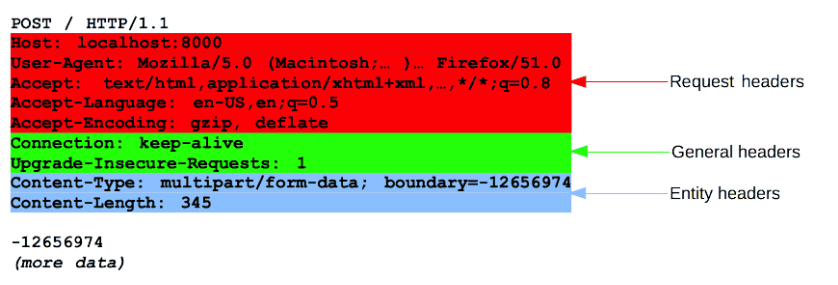 POST / HTTP/1.1
Host: localhost:8000
User-Agent: Mozilla/5.0 (Macintosh;… )… Firefox/51.0
Accept: text/html,application/xhtml+xml,…,*/*;q=0.8
Accept-Language: en-US,en;q=0.5
Accept-Encoding: gzip, deflate
Connection: keep-alive
Upgrade-Insecure-Requests: 1
Content-Type: multipart/form-data; boundary=-12656974
Content-Length: 345
-12656974
(more data)
Request headers
General headers
Entity headers